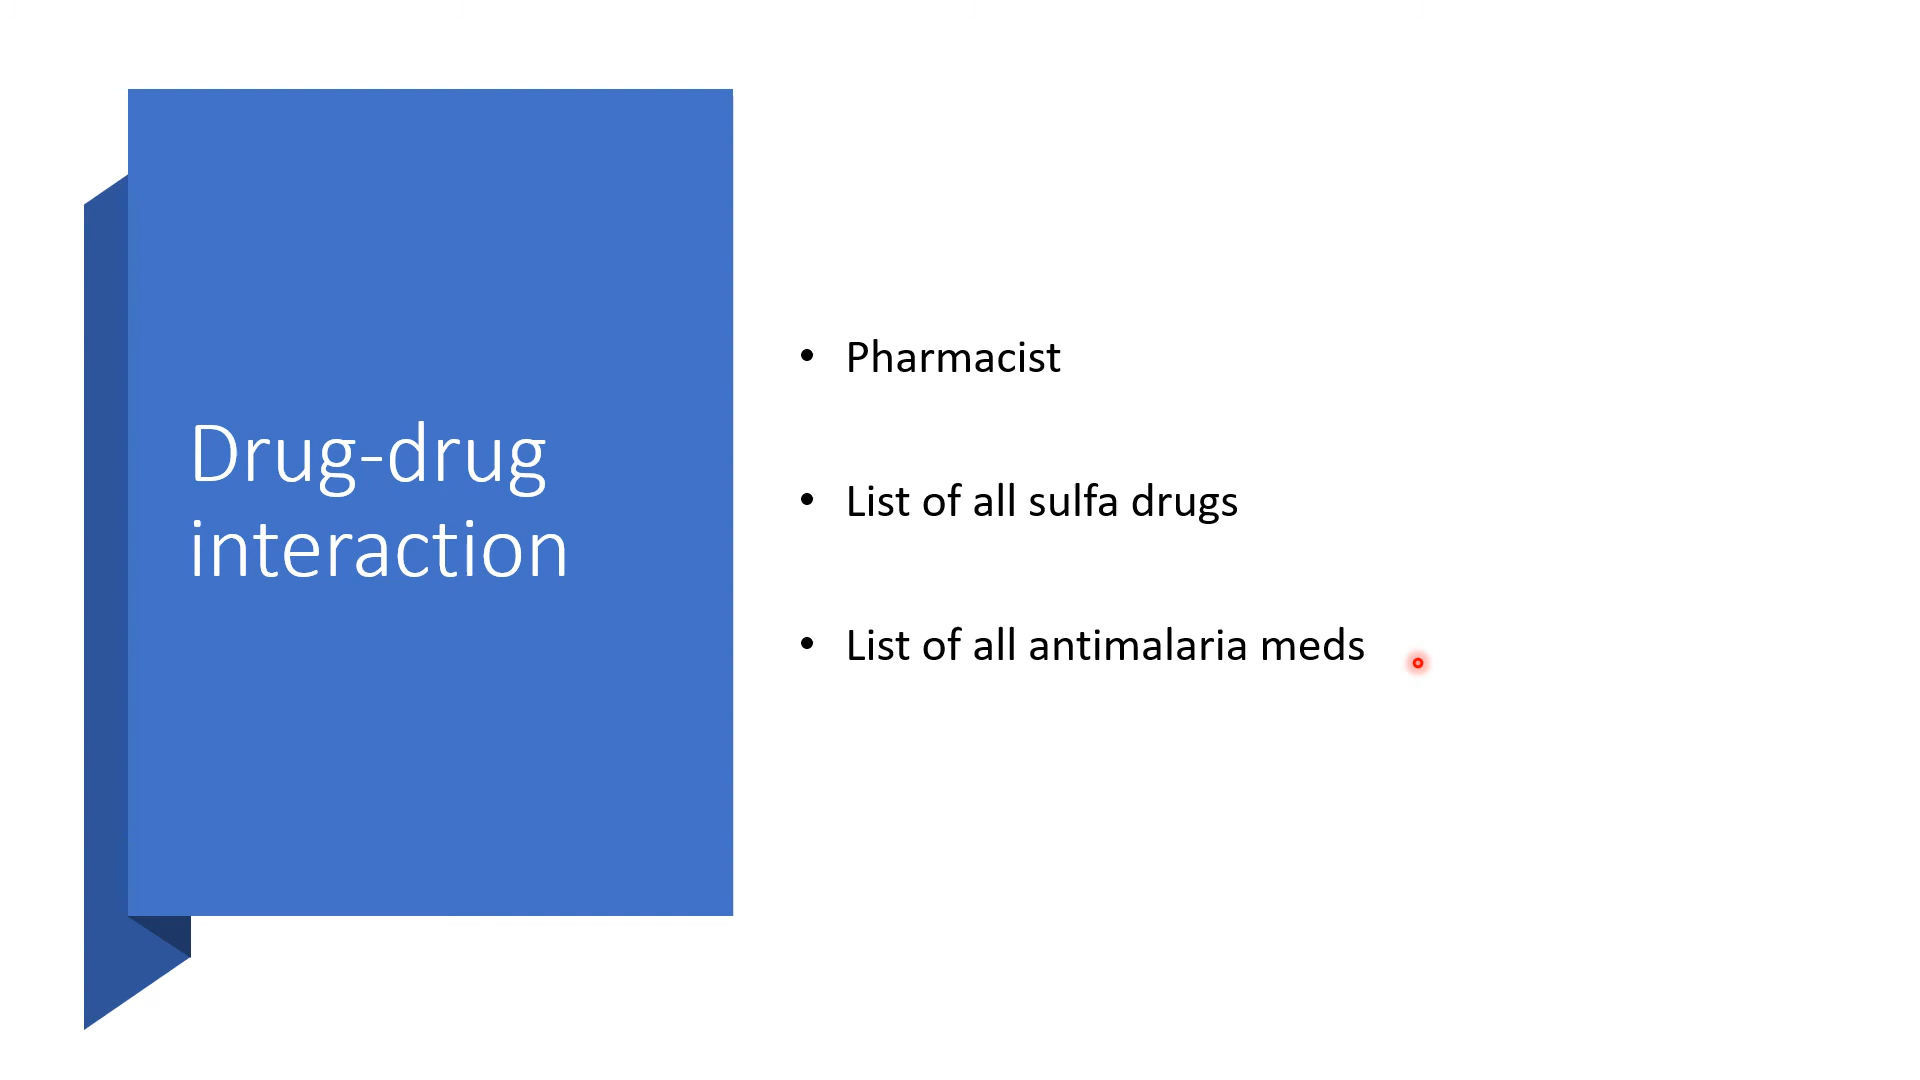 Drug-drug
interaction
• Pharmacist
• List of all sulfa drugs
• List of all antimalaria meds